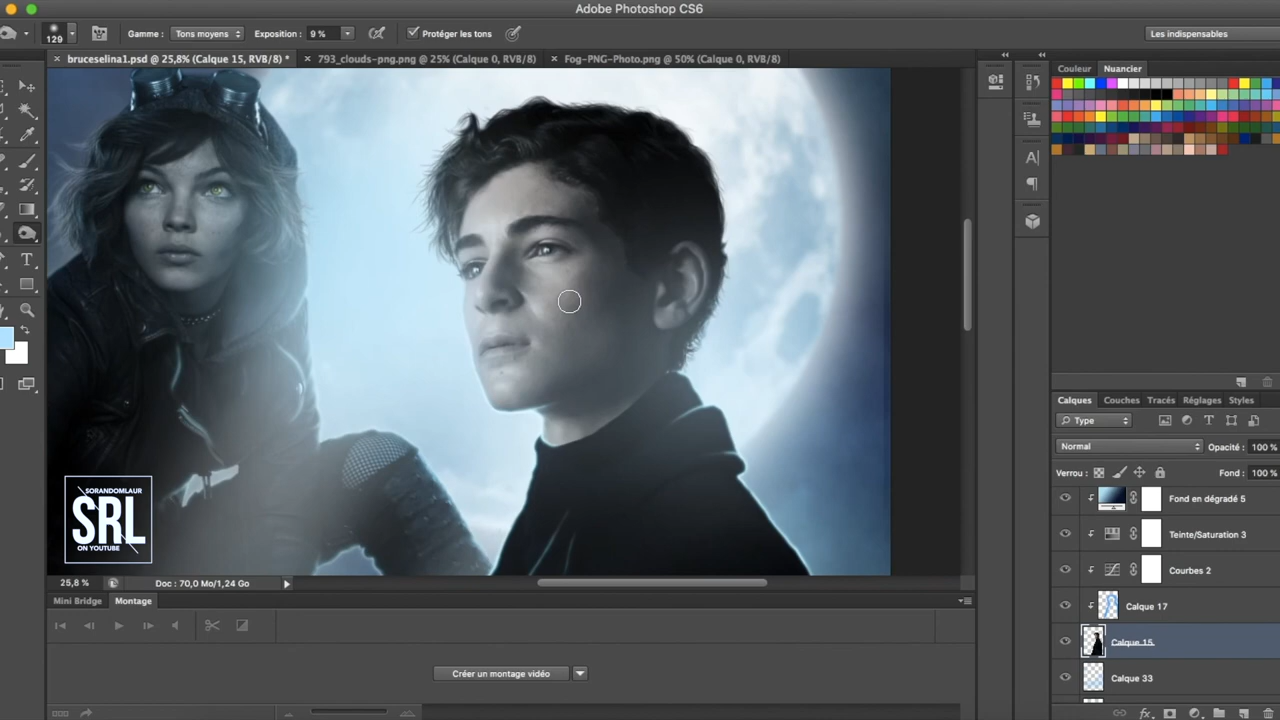 Adobe Photoshop CS6
129
Gamme : Tons moyens Exposition : 9 % Protéger les tons
Les indispensables
× bruceselina1.psd @ 25,8% (Calque 15, RVB/8) *
× 793_clouds-png.png @ 25% (Calque 0, RVB/8)
× Fog-PNG-Photo.png @ 50% (Calque 0, RVB/8)
Couleur Nuancier
SORANDOMLAUR
SRL
ON YOUTUBE
Calques Couches Tracés Réglages Styles
Type
Normal Opacité : 100 %
Verrou : Fond : 100 %
Fond en dégradé 5
Teinte/Saturation 3
Courbes 2
Calque 17
Calque 15
Calque 33
25,8 % Doc : 70,0 Mo/1,24 Go
Mini Bridge Montage
Créer un montage vidéo